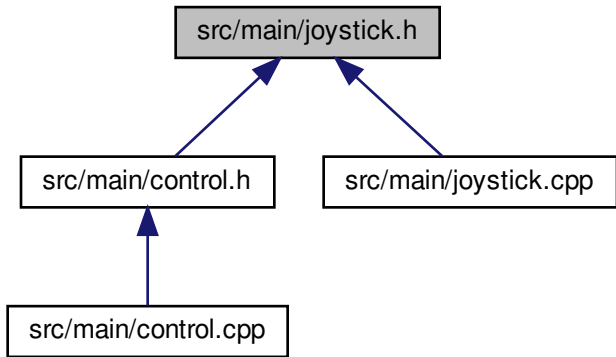 src/main/joystick.h
src/main/control.h
src/main/joystick.cpp
src/main/control.cpp